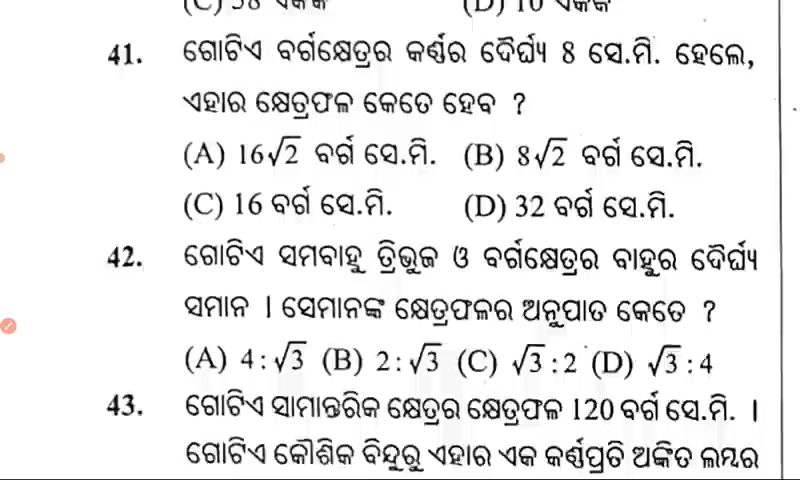 41. ଗୋଟିଏ ବର୍ଗକ୍ଷେତ୍ରର କର୍ଣ୍ଣର ଦୈର୍ଘ୍ୟ 8 ସେ.ମି. ହେଲେ,
ଏହାର କ୍ଷେତ୍ରଫଳ କେତେ ହେବ ?
(A) 16√2 ବର୍ଗ ସେ.ମି. (B) 8√2 ବର୍ଗ ସେ.ମି.
(C) 16 ବର୍ଗ ସେ.ମି. (D) 32 ବର୍ଗ ସେ.ମି.
42. ଗୋଟିଏ ସମବାହୁ ତ୍ରିଭୁଜ ଓ ବର୍ଗକ୍ଷେତ୍ରର ବାହୁର ଦୈର୍ଘ୍ୟ
ସମାନ । ସେମାନଙ୍କ କ୍ଷେତ୍ରଫଳର ଅନୁପାତ କେତେ ?
(A) 4 : √3 (B) 2 : √3 (C) √3 : 2 (D) √3 : 4
43. ଗୋଟିଏ ସାମାନ୍ତରିକ କ୍ଷେତ୍ରର କ୍ଷେତ୍ରଫଳ 120 ବର୍ଗ ସେ.ମି. ।
ଗୋଟିଏ କୌଣିକ ବିନ୍ଦୁରୁ ଏହାର ଏକ କର୍ଣ୍ଣପ୍ରତି ଅଙ୍କିତ ଲମ୍ବର